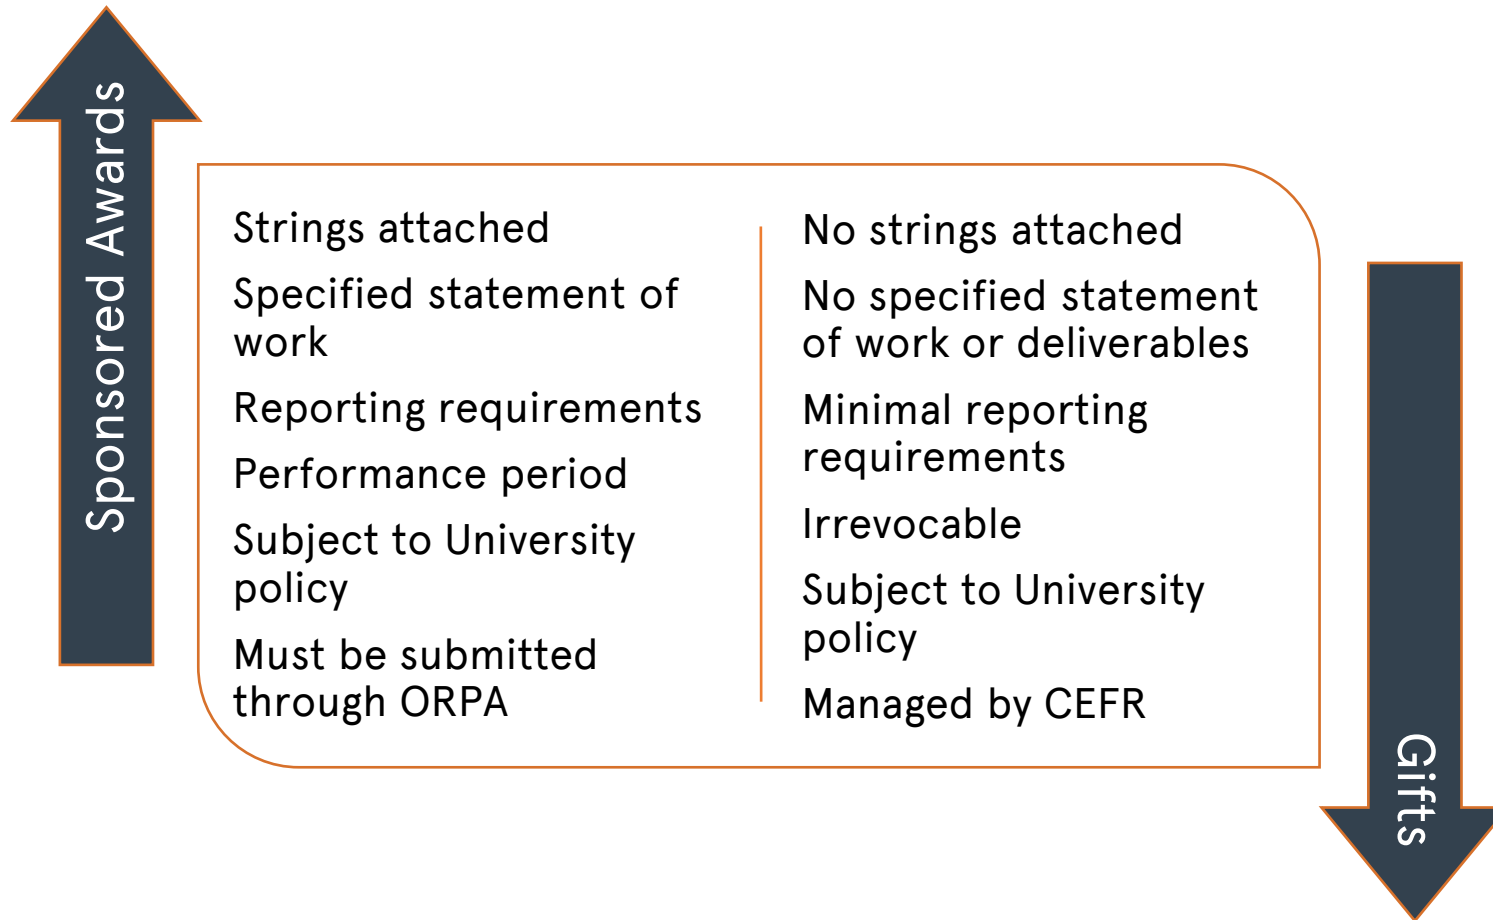 Sponsored Awards
Strings attached
Specified statement of
work
Reporting requirements
Performance period
Subject to University
policy
Must be submitted
through ORPA
No strings attached
No specified statement
of work or deliverables
Minimal reporting
requirements
Irrevocable
Subject to University
policy
Managed by CEFR
Gifts